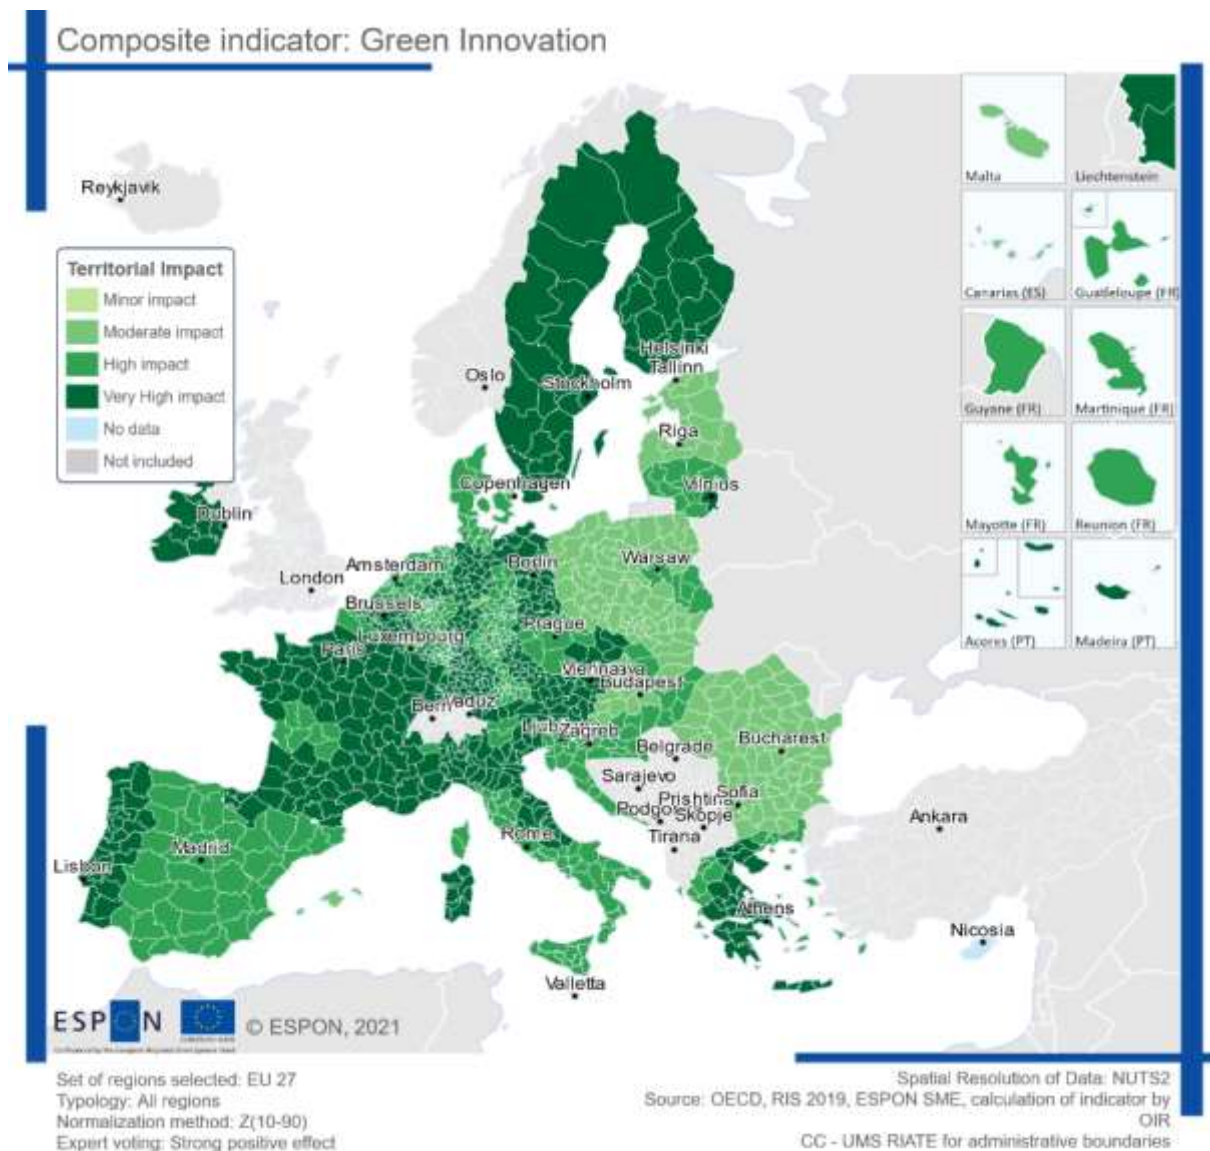 Composite indicator: Green Innovation
Reykjavik
Territorial Impact
Minor impact
Moderate impact
High impact
Very High impact
No data
Not included
Malta
Liechtenstein
Canarias (ES)
Guadeloupe (FR)
Guyane (FR)
Martinique (FR)
Mayotte (FR)
Reunion (FR)
Acores (PT)
Madeira (PT)
Oslo
Helsinki
Tallinn
Stockholm
Riga
Copenhagen
Vilnius
Dublin
London
Amsterdam
Berlin
Warsaw
Brussels
Luxembourg
Prague
Paris
Vienna
Budapest
Bern
Vaduz
Zagreb
Belgrade
Bucharest
Sarajevo
Prishtina
Sofia
Skopje
Tirana
Ankara
Rome
Madrid
Lisbon
Athens
Nicosia
Valletta
ESPON
© ESPON, 2021
Set of regions selected: EU 27
Typology: All regions
Normalization method: Z(10-90)
Expert voting: Strong positive effect
Spatial Resolution of Data: NUTS2
Source: OECD, RIS 2019, ESPON SME, calculation of indicator by
OIR
CC - UMS RIATE for administrative boundaries